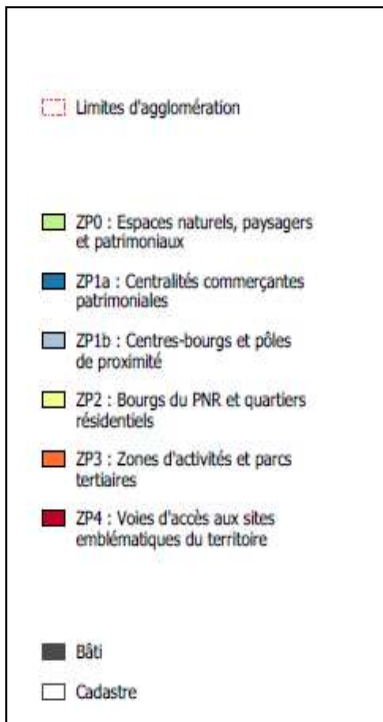 Limites d'agglomération
ZP0 : Espaces naturels, paysagers
et patrimoniaux
ZP1a : Centralités commerçantes
patrimoniales
ZP1b : Centres-bourgs et pôles
de proximité
ZP2 : Bourgs du PNR et quartiers
résidentiels
ZP3 : Zones d'activités et parcs
tertiaires
ZP4 : Voies d'accès aux sites
emblématiques du territoire
Bâti
Cadastre